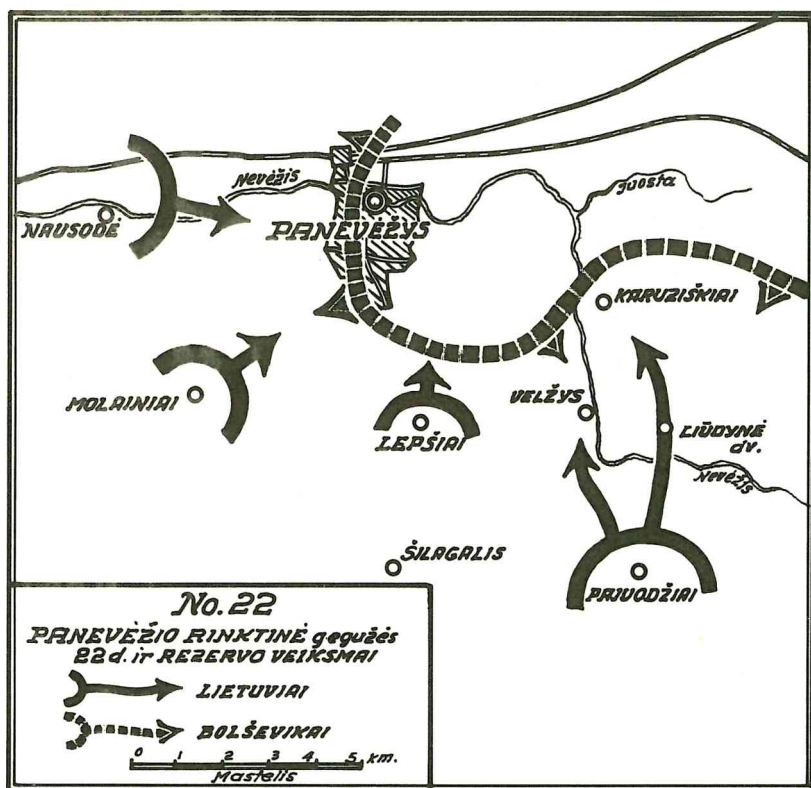 Nevėžis
Juosta
NAUSODĖ
PANEVĖŽYS
KARUZIŠKIAI
MOLAINIAI
VELŽYS
LEPŠIAI
LIŪDYNĖ
dv.
Nevėžis
ŠILAGALIS
PAJUODŽIAI
No. 22
PANEVĖŽIO RINKTINĖ gegužės
22 d. ir REZERVO VEIKSMAI
LIETUVIAI
BOLŠEVIKAI
0 1 2 3 4 5 km.
Mastelis